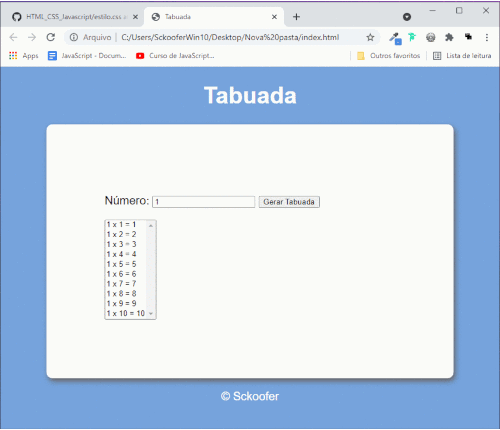 HTML_CSS_Javascript/estilo.css a
Tabuada
Arquivo | C:/Users/SckooferWin10/Desktop/Nova%20pasta/index.html
Apps
JavaScript - Docum...
Curso de JavaScript...
Outros favoritos
Lista de leitura
Tabuada
Número: 1 Gerar Tabuada
1 x 1 = 1
1 x 2 = 2
1 x 3 = 3
1 x 4 = 4
1 x 5 = 5
1 x 6 = 6
1 x 7 = 7
1 x 8 = 8
1 x 9 = 9
1 x 10 = 10
© Sckoofer